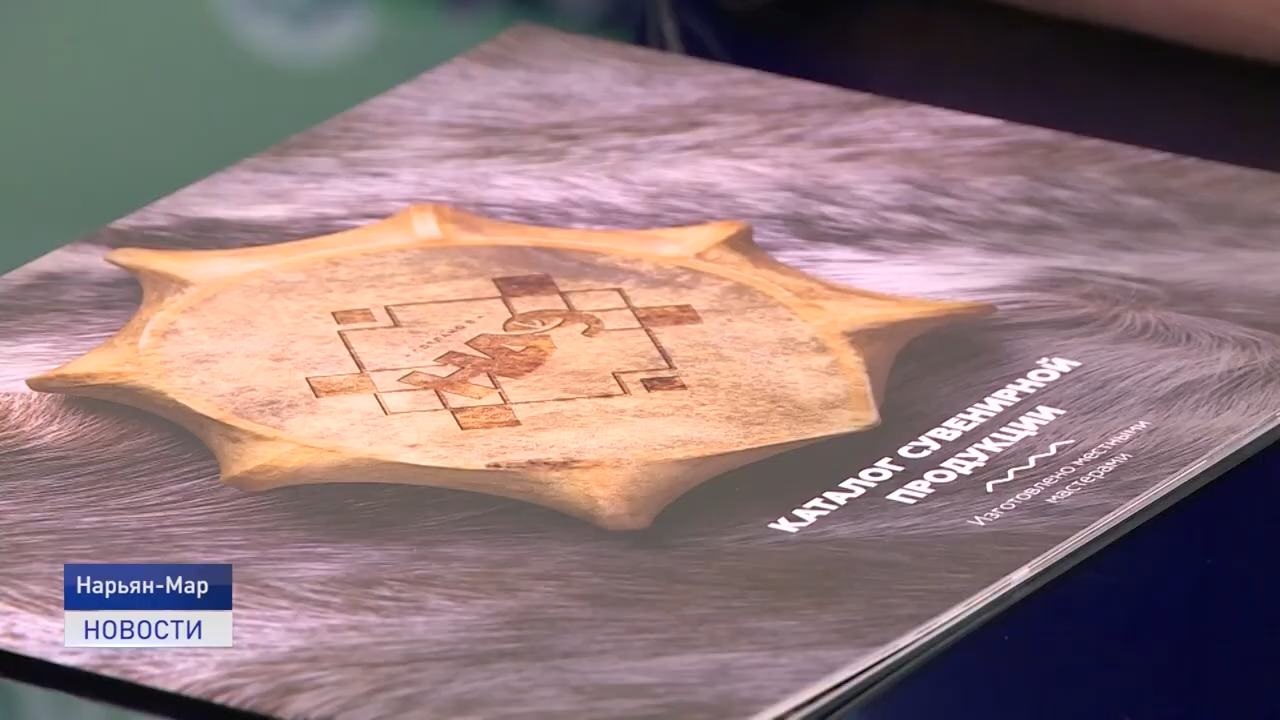 КАТАЛОГ СУВЕНИРНОЙ
ПРОДУКЦИИ
Изготовлено местными
мастерами
Нарьян-Мар
НОВОСТИ